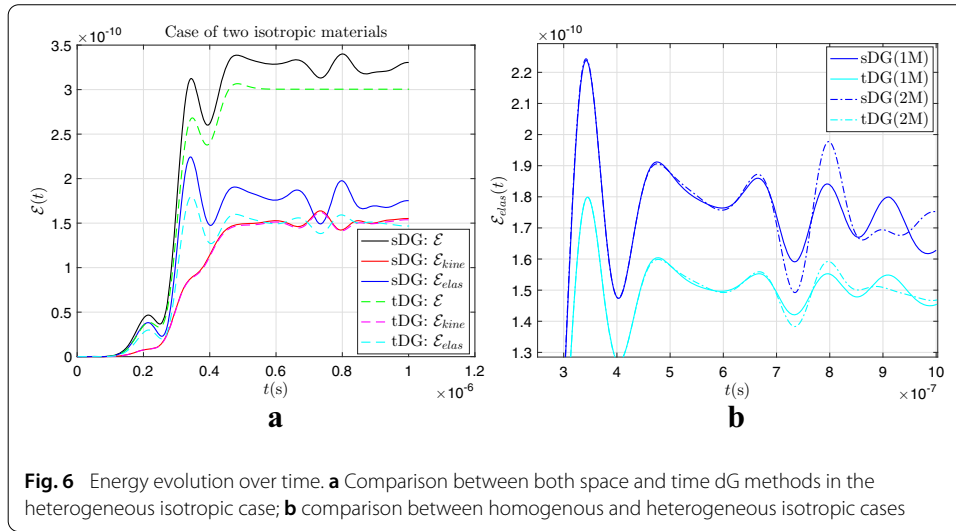 ×10⁻¹⁰
Case of two isotropic materials
3.5
3
2.5
2
1.5
1
0.5
0
ℰ(t)
sDG: ℰ
sDG: ℰ_kine
sDG: ℰ_elas
tDG: ℰ
tDG: ℰ_kine
tDG: ℰ_elas
0 0.2 0.4 0.6 0.8 1 1.2
t(s)
×10⁻⁶
a
×10⁻¹⁰
2.2
2.1
2
1.9
1.8
1.7
1.6
1.5
1.4
1.3
ℰ_elas(t)
sDG(1M)
tDG(1M)
sDG(2M)
tDG(2M)
3 4 5 6 7 8 9 10
t(s)
×10⁻⁷
b
Fig. 6 Energy evolution over time. a Comparison between both space and time dG methods in the
heterogeneous isotropic case; b comparison between homogenous and heterogeneous isotropic cases